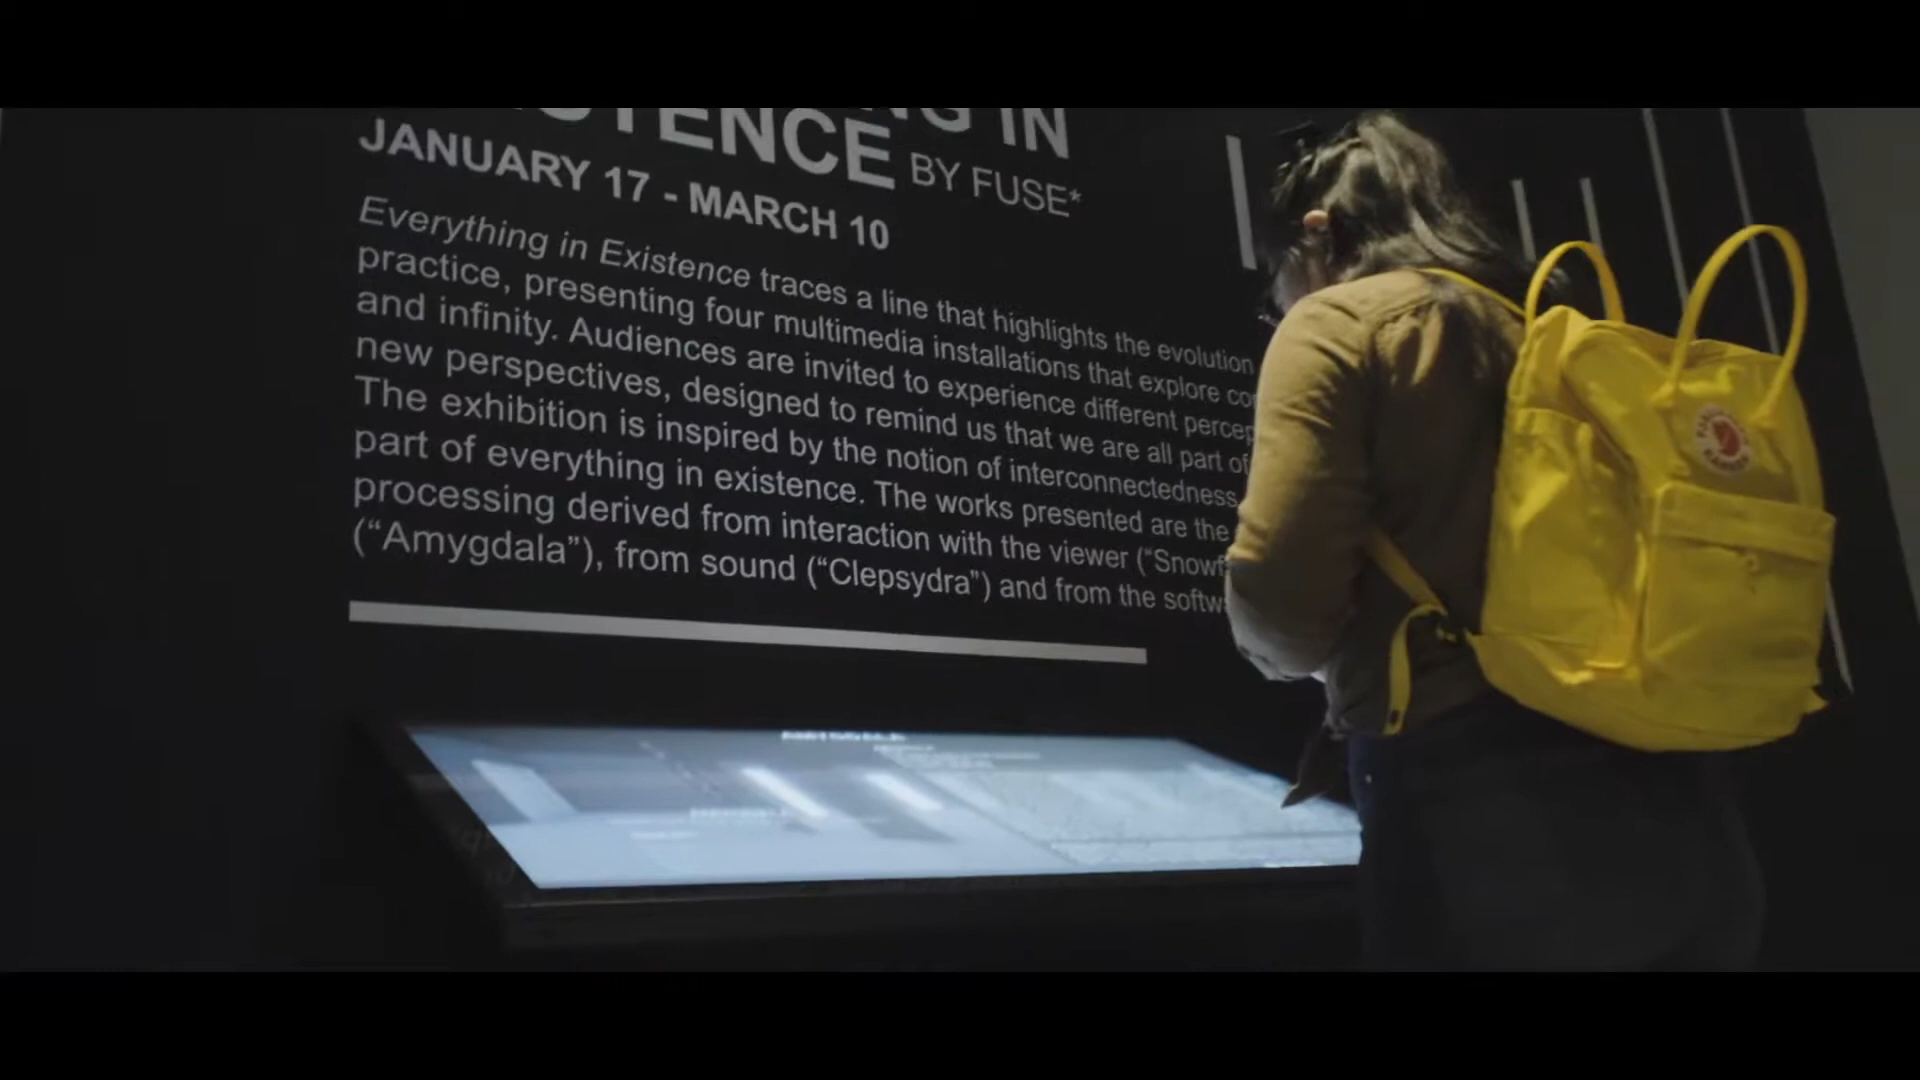 IN
BY FUSE*
JANUARY 17 - MARCH 10
Everything in Existence traces a line that highlights the evolution
practice, presenting four multimedia installations that explore
and infinity. Audiences are invited to experience different
new perspectives, designed to remind us that we are all part of
The exhibition is inspired by the notion of interconnectedness
part of everything in existence. The works presented are the
processing derived from interaction with the viewer
(“Amygdala”), from sound (“Clepsydra”) and from the